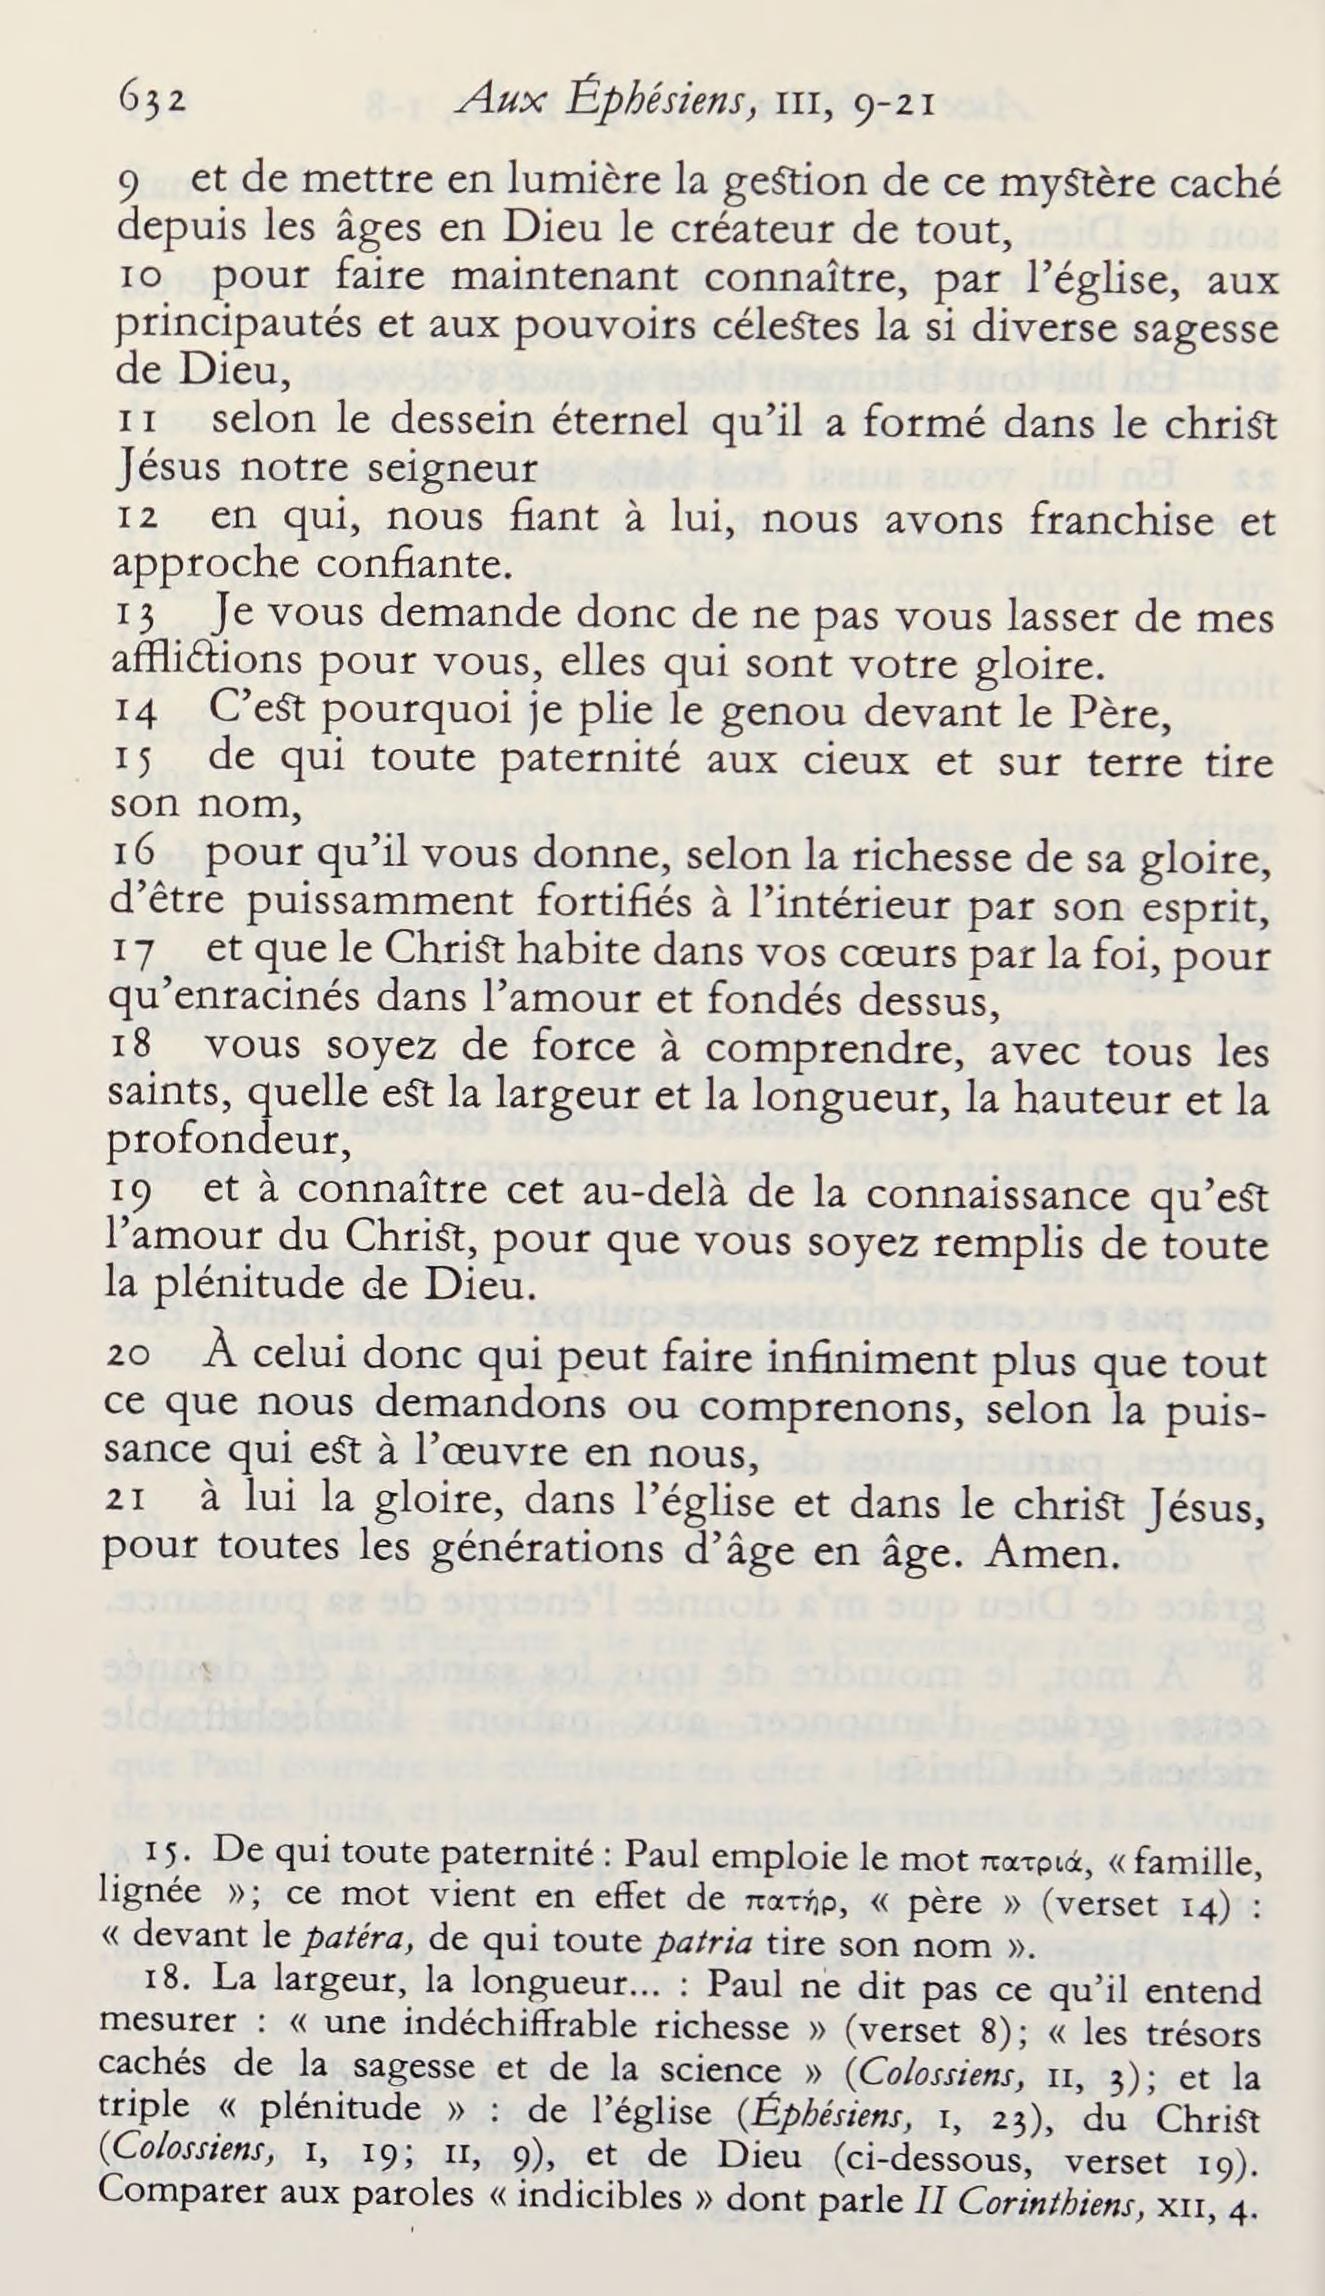 632 Aux Éphésiens, III, 9-21
9 et de mettre en lumière la gestion de ce mystère caché
depuis les âges en Dieu le créateur de tout,
10 pour faire maintenant connaître, par l’église, aux
principautés et aux pouvoirs célestes la si diverse sagesse
de Dieu,
11 selon le dessein éternel qu’il a formé dans le christ
Jésus notre seigneur
12 en qui, nous fiant à lui, nous avons franchise et
approche confiante.
13 Je vous demande donc de ne pas vous lasser de mes
afflictions pour vous, elles qui sont votre gloire.
14 C’est pourquoi je plie le genou devant le Père,
15 de qui toute paternité aux cieux et sur terre tire
son nom,
16 pour qu’il vous donne, selon la richesse de sa gloire,
d’être puissamment fortifiés à l’intérieur par son esprit,
17 et que le Christ habite dans vos cœurs par la foi, pour
qu’enracinés dans l’amour et fondés dessus,
18 vous soyez de force à comprendre, avec tous les
saints, quelle est la largeur et la longueur, la hauteur et la
profondeur,
19 et à connaître cet au-delà de la connaissance qu’est
l’amour du Christ, pour que vous soyez remplis de toute
la plénitude de Dieu.
20 À celui donc qui peut faire infiniment plus que tout
ce que nous demandons ou comprenons, selon la puis-
sance qui est à l’œuvre en nous,
21 à lui la gloire, dans l’église et dans le christ Jésus,
pour toutes les générations d’âge en âge. Amen.
15. De qui toute paternité : Paul emploie le mot πατριά, « famille,
lignée »; ce mot vient en effet de πατήρ, « père » (verset 14) :
« devant le patéra, de qui toute patria tire son nom ».
18. La largeur, la longueur... : Paul ne dit pas ce qu’il entend
mesurer : « une indéchiffrable richesse » (verset 8); « les trésors
cachés de la sagesse et de la science » (Colossiens, II, 3); et la
triple « plénitude » : de l’église (Éphésiens, I, 23), du Christ
(Colossiens, I, 19; II, 9), et de Dieu (ci-dessous, verset 19).
Comparer aux paroles « indicibles » dont parle II Corinthiens, XII, 4.